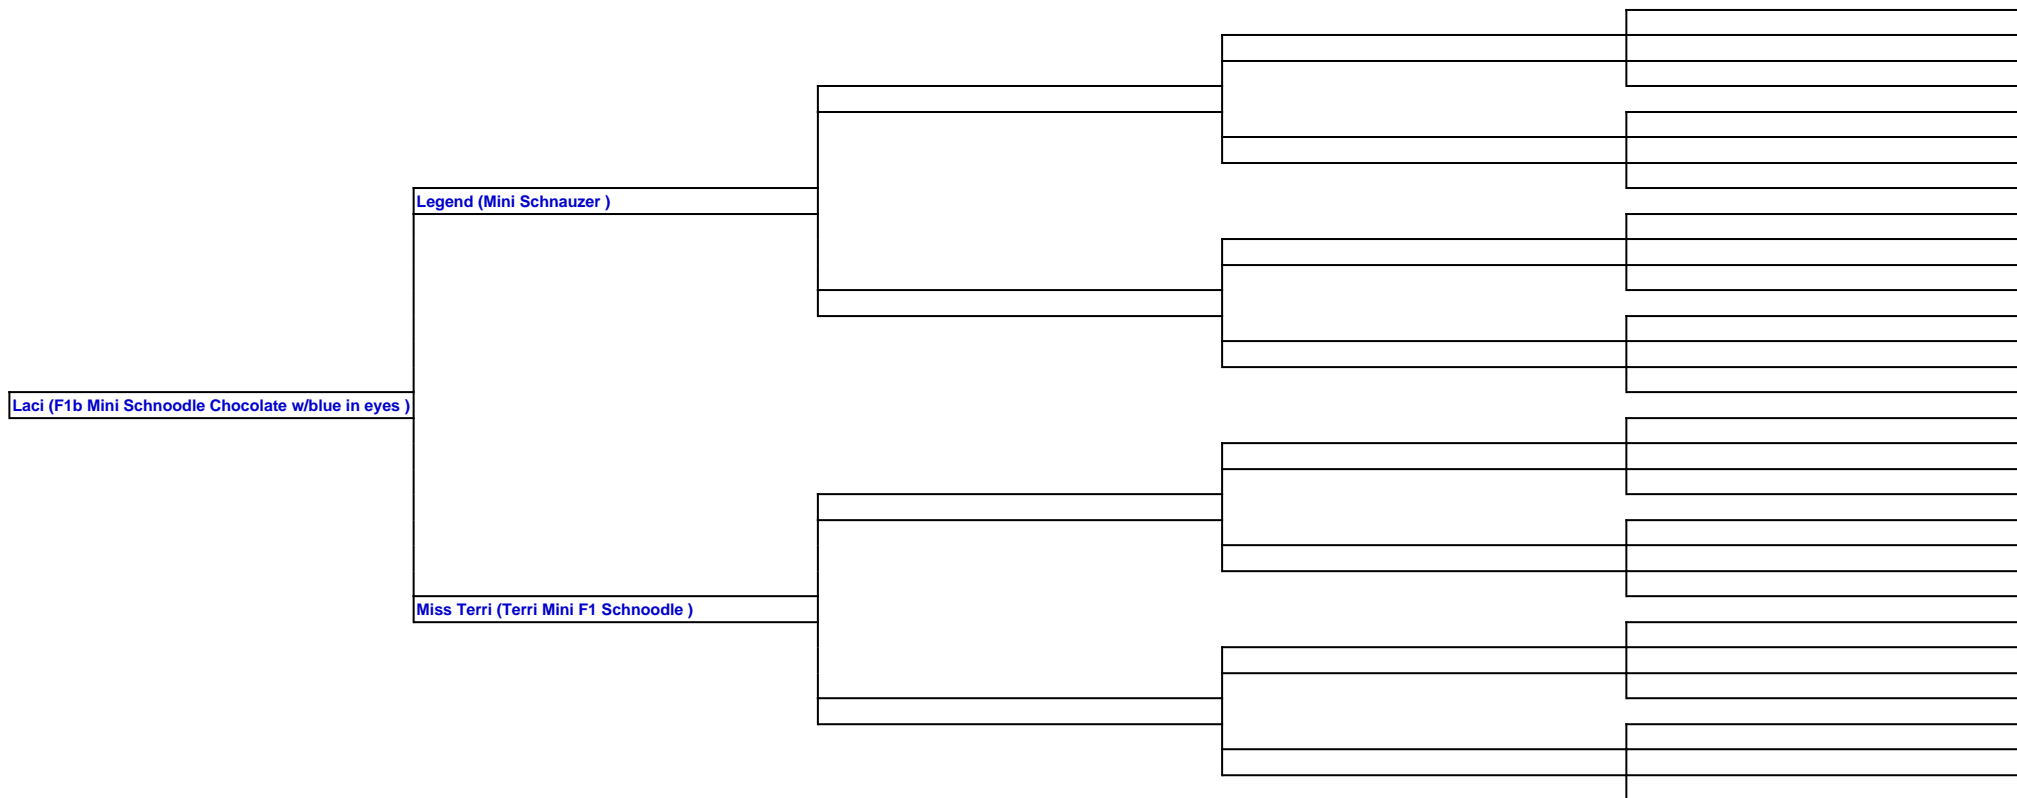 Legend (Mini Schnauzer )
Laci (F1b Mini Schnoodle Chocolate w/blue in eyes )
Miss Terri (Terri Mini F1 Schnoodle )